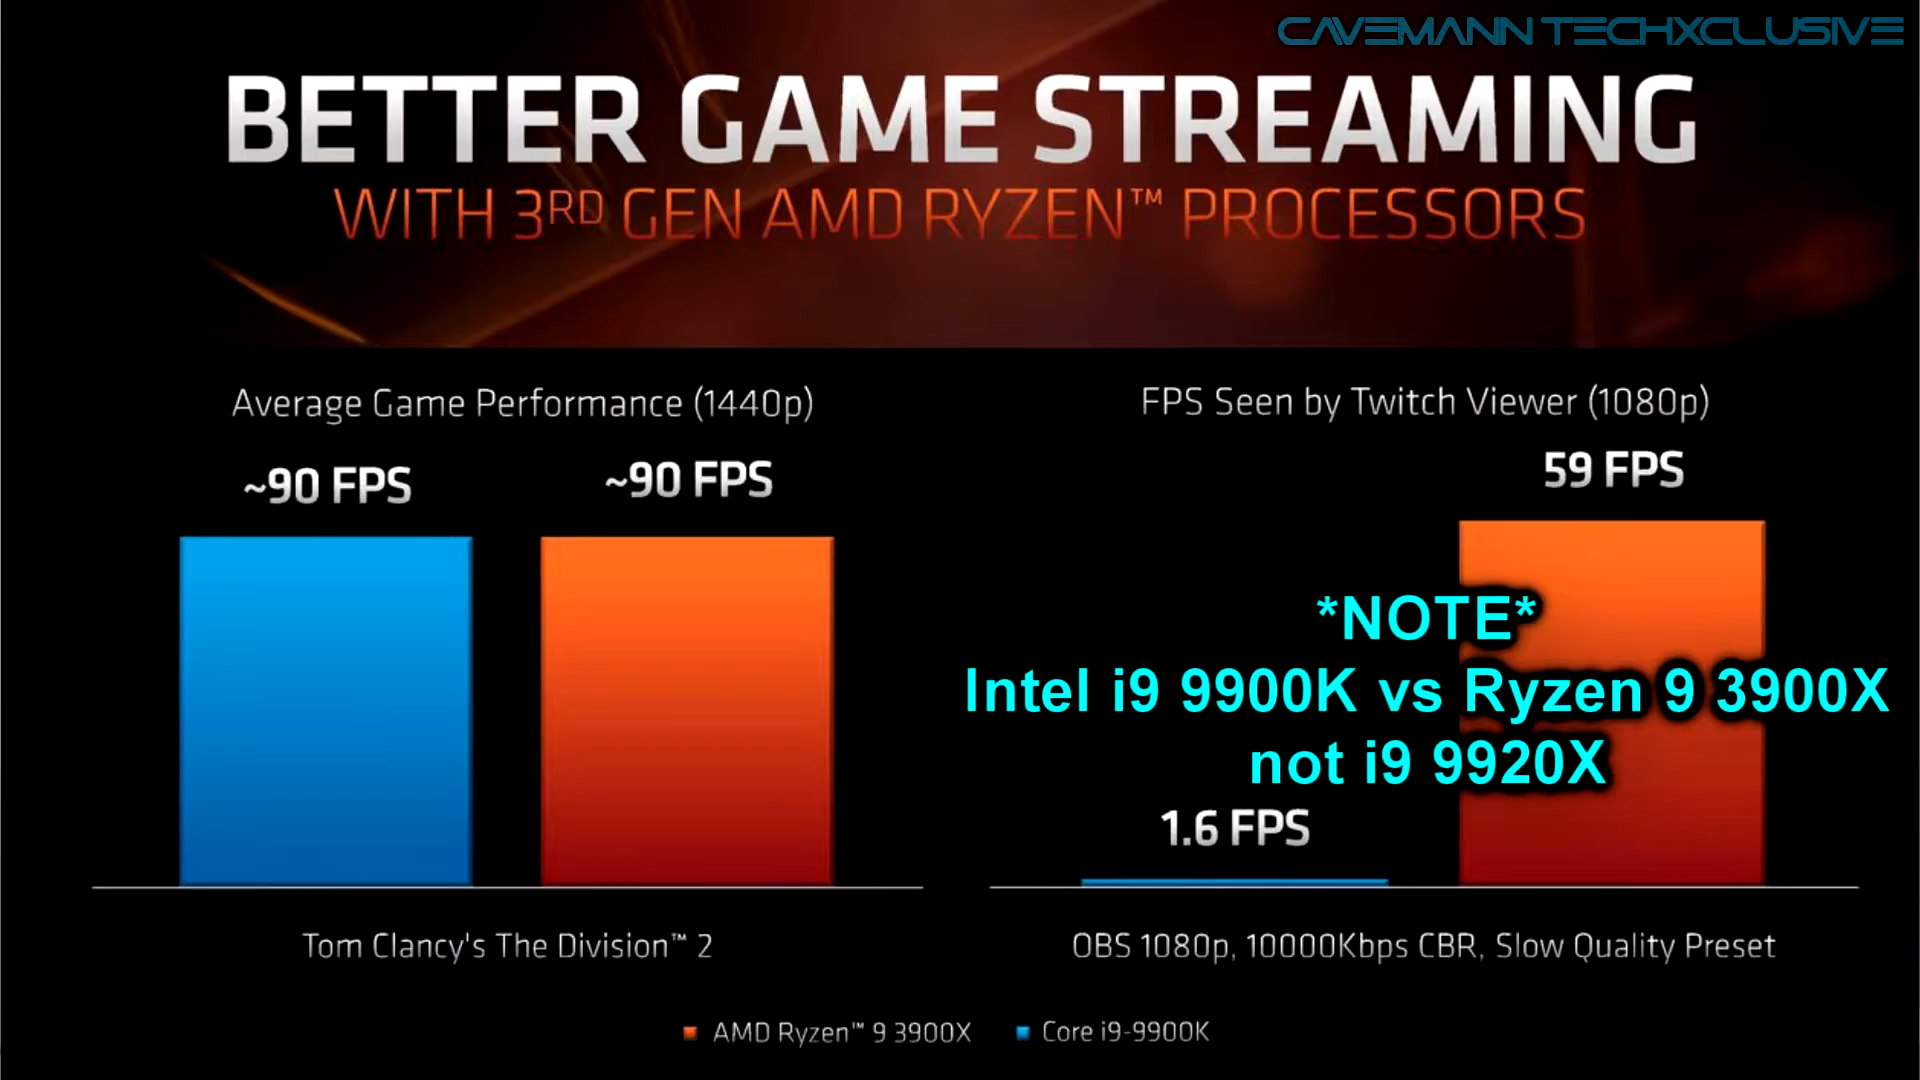 CAVEMANN TECHXCLUSIVE
BETTER GAME STREAMING
WITH 3RD GEN AMD RYZEN™ PROCESSORS
Average Game Performance (1440p)
~90 FPS
~90 FPS
Tom Clancy's The Division™ 2
FPS Seen by Twitch Viewer (1080p)
59 FPS
*NOTE*
Intel i9 9900K vs Ryzen 9 3900X
not i9 9920X
1.6 FPS
OBS 1080p, 10000Kbps CBR, Slow Quality Preset
AMD Ryzen™ 9 3900X
Core i9-9900K